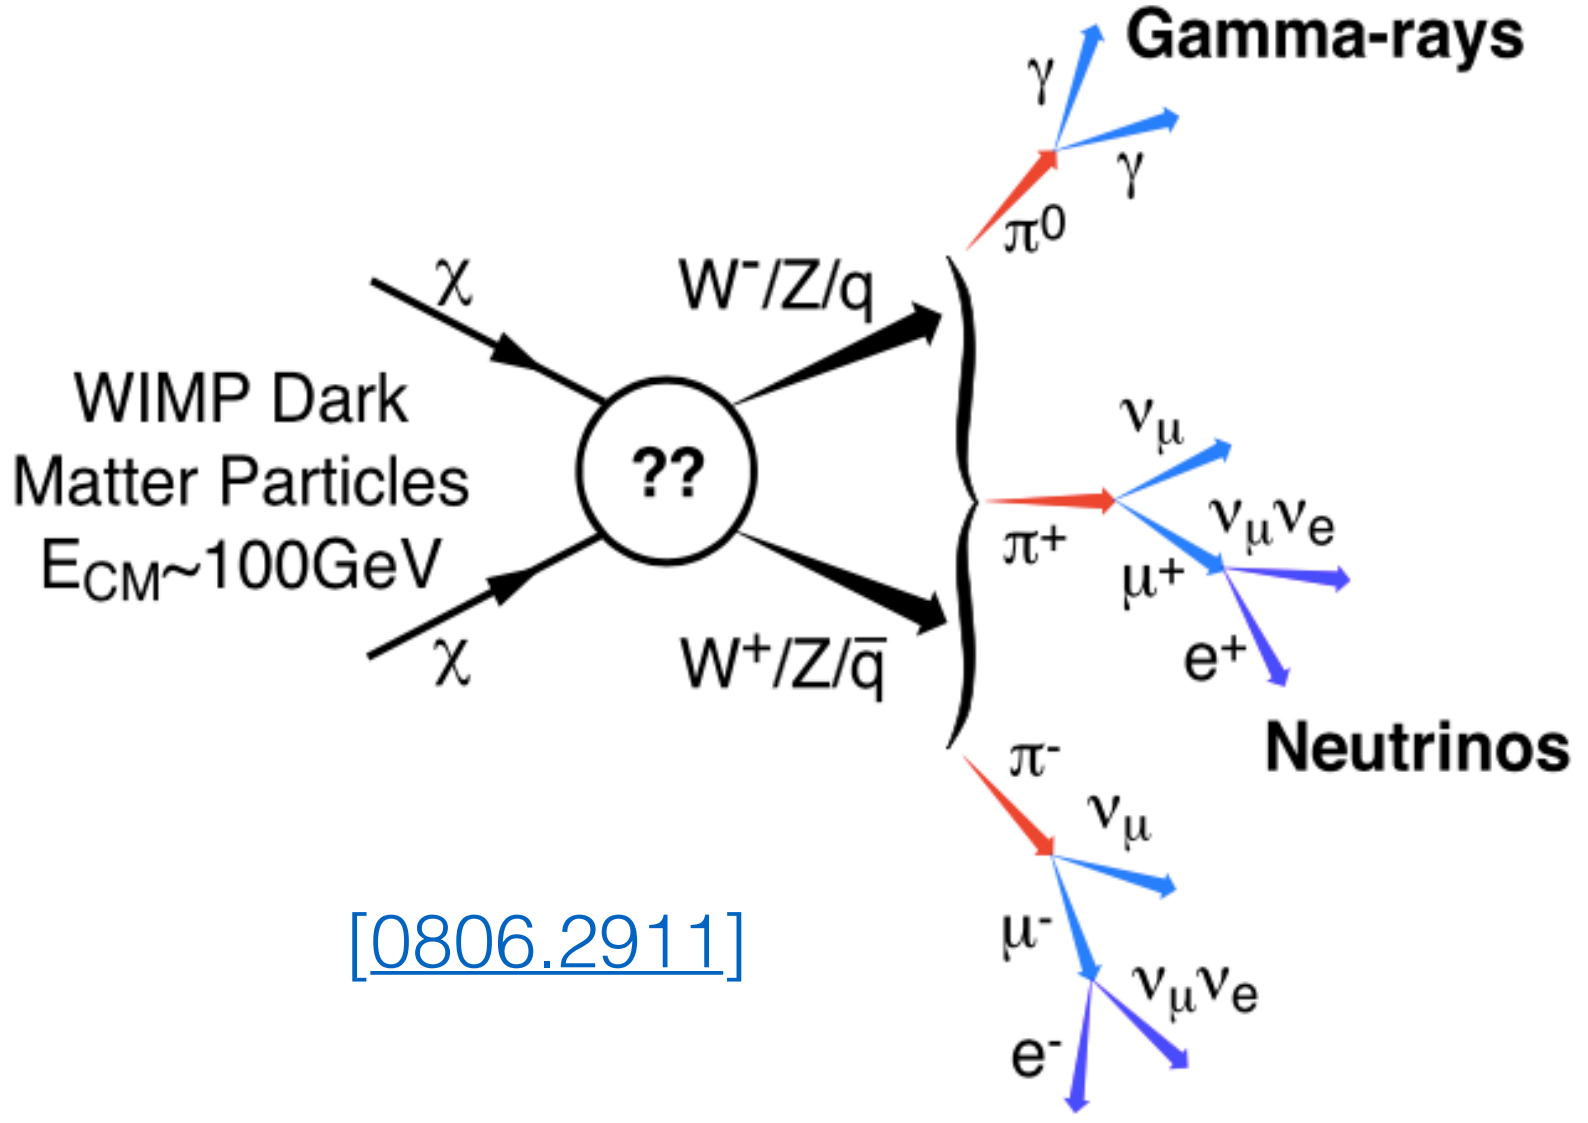 Gamma-rays
γ
γ
π0
χ
W-/Z/q
WIMP Dark
Matter Particles
ECM~100GeV
??
χ
W+/Z/q̅
νμ
π+
νμνe
μ+
e+
Neutrinos
π-
νμ
μ-
νμνe
e-
[0806.2911]